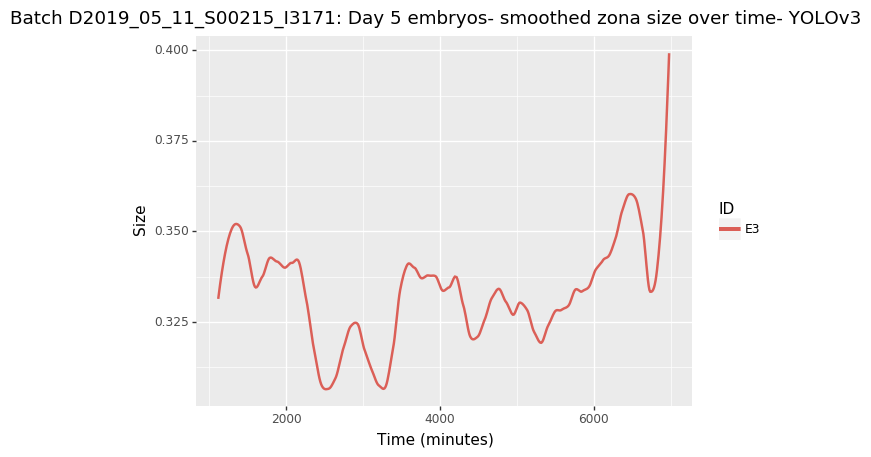 Batch D2019_05_11_S00215_I3171: Day 5 embryos- smoothed zona size over time- YOLOv3
0.400
0.375
0.350
0.325
Size
2000
4000
6000
Time (minutes)
ID
E3